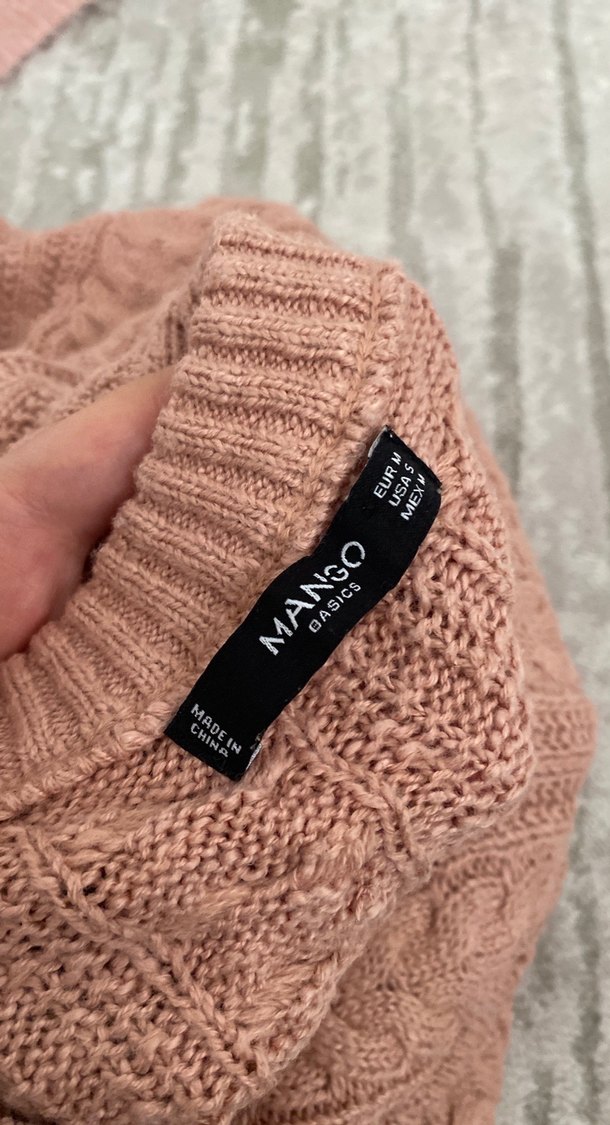 EUR M
USA S
MEX M
MANGO
BASICS
MADE IN
CHINA